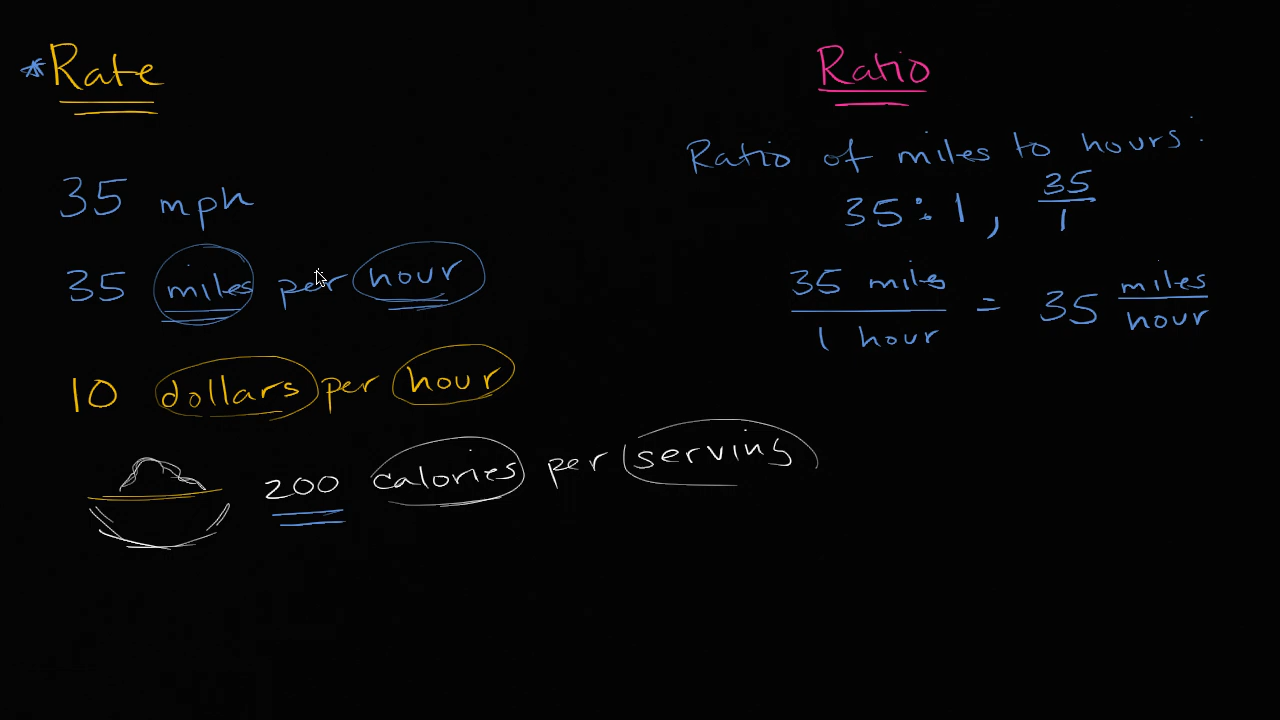 *Rate
35 mph
35 miles per hour
10 dollars per hour
200 calories per serving
Ratio
Ratio of miles to hours:
35:1, 35/1
35 miles / 1 hour = 35 miles/hour